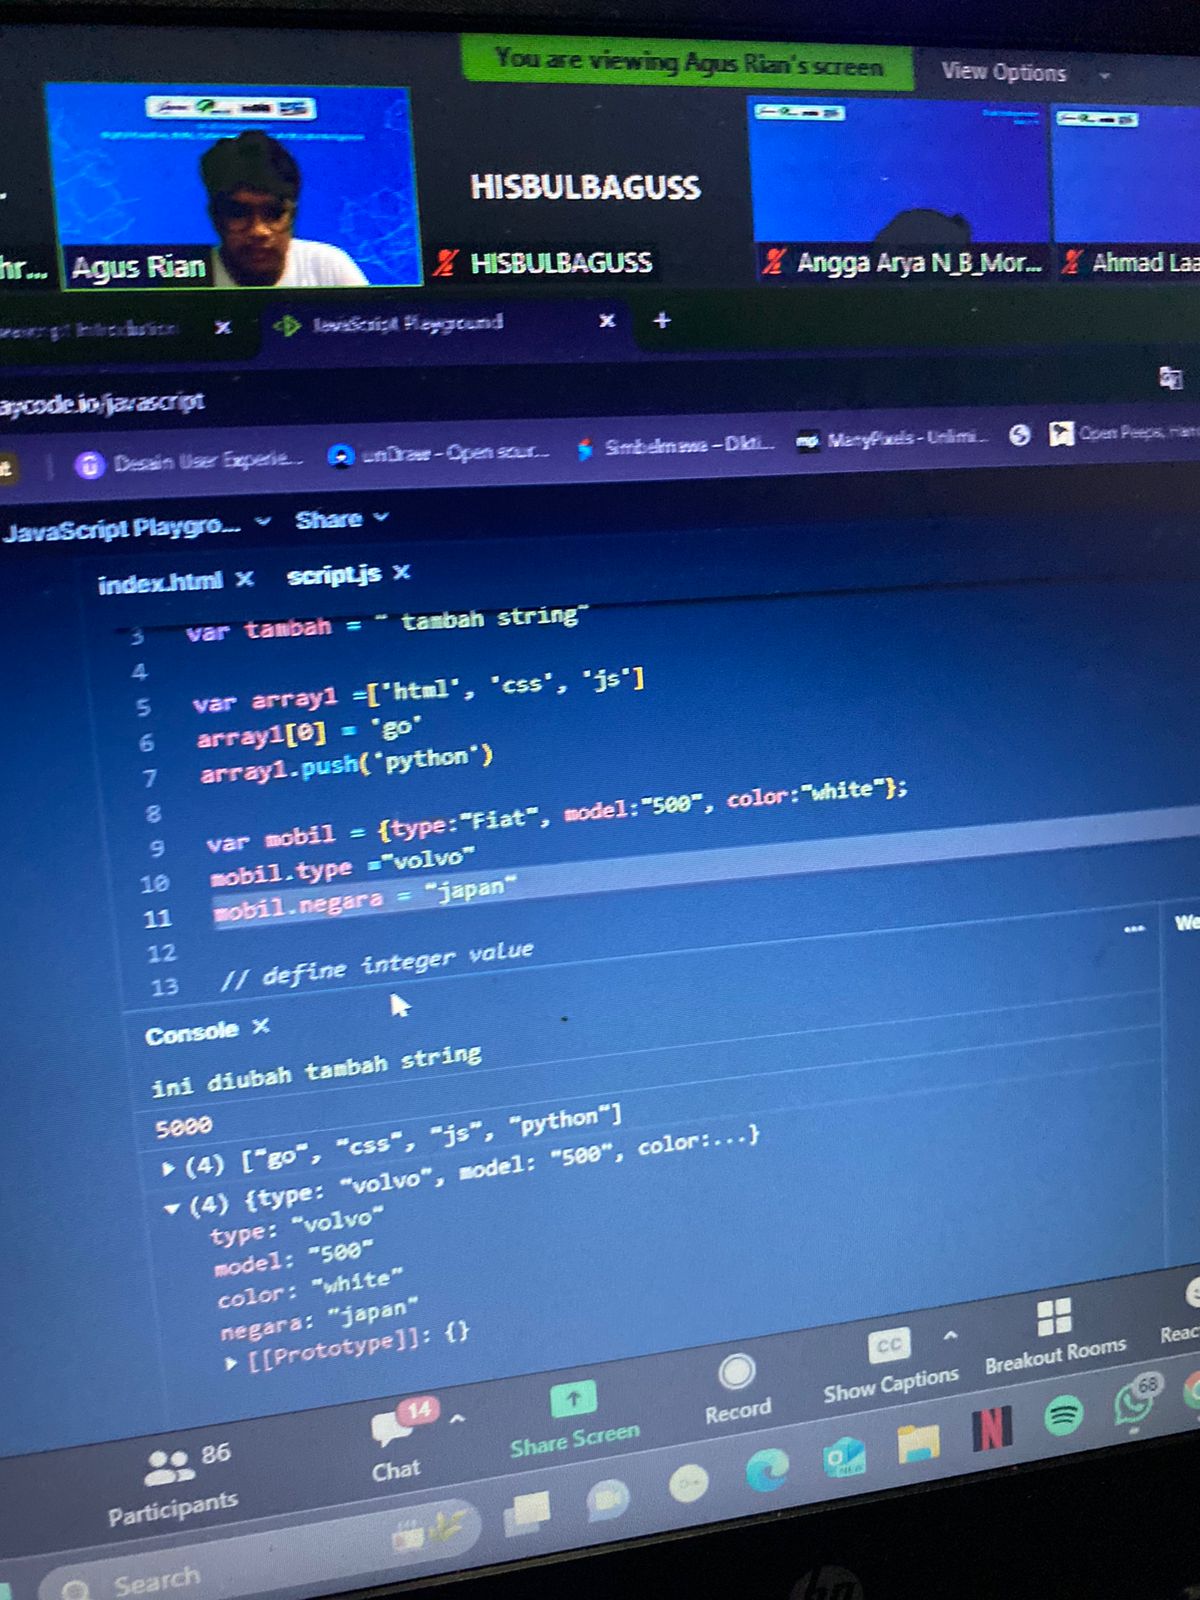 You are viewing Agus Rian's screen
View Options
hr...
Agus Rian
HISBULBAGUSS
HISBULBAGUSS
Angga Arya N_B_Mor...
Ahmad Laa
JavaScript Playground
aycode.io/javascript
Desain User Experie...
unDraw - Open sour...
Simbelmawa – Dikti...
ManyPixels - Unlimi...
Open Peeps, han
JavaScript Playgro...
Share
index.html
script.js
3 var tambah = " tambah string"
4
5 var array1 =['html', 'css', 'js']
6 array1[0] = 'go'
7 array1.push('python')
8
9 var mobil = {type:"Fiat", model:"500", color:"white"};
10 mobil.type ="volvo"
11 mobil.negara = "japan"
12
13 // define integer value
We
Console
ini diubah tambah string
5000
(4) ["go", "css", "js", "python"]
(4) {type: "volvo", model: "500", color:...}
type: "volvo"
model: "500"
color: "white"
negara: "japan"
[[Prototype]]: {}
86
Participants
14
Chat
Share Screen
Record
CC
Show Captions
Breakout Rooms
Reac
68
NEW
Search
hp